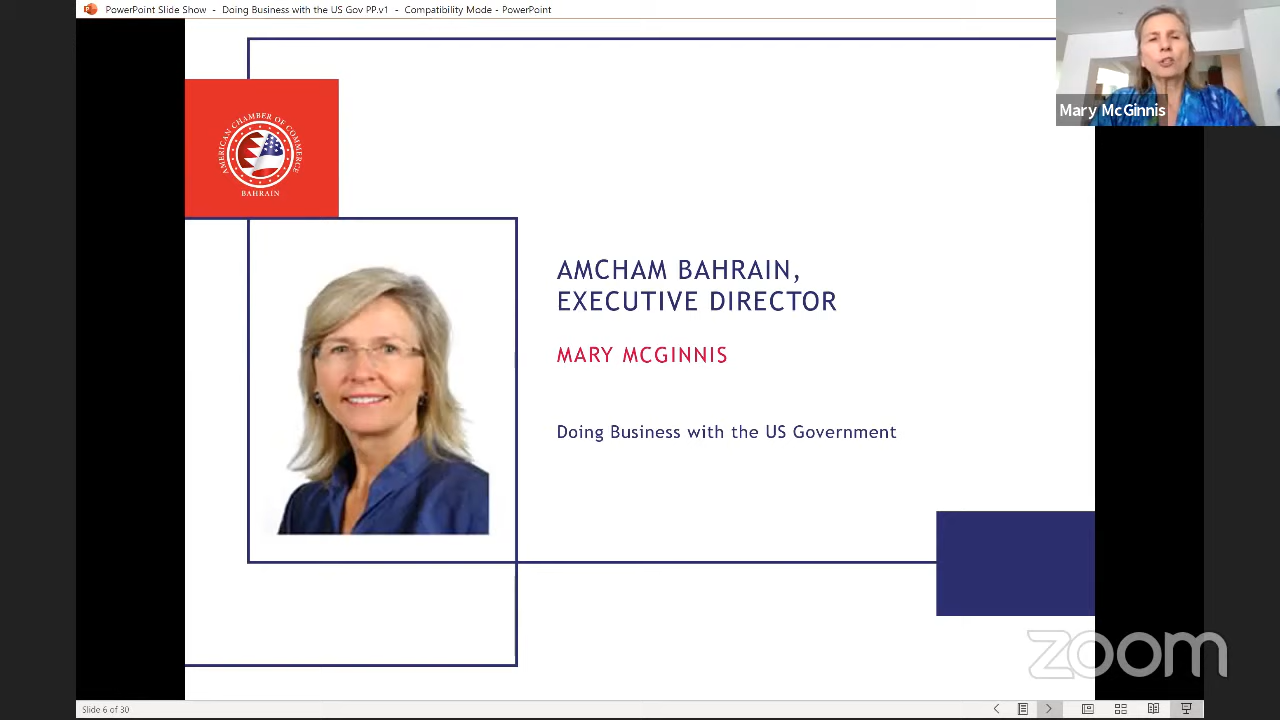 PowerPoint Slide Show - Doing Business with the US Gov PP.v1 - Compatibility Mode - PowerPoint
Mary McGinnis
AMERICAN CHAMBER OF COMMERCE
BAHRAIN
AMCHAM BAHRAIN,
EXECUTIVE DIRECTOR
MARY MCGINNIS
Doing Business with the US Government
zoom
Slide 6 of 30